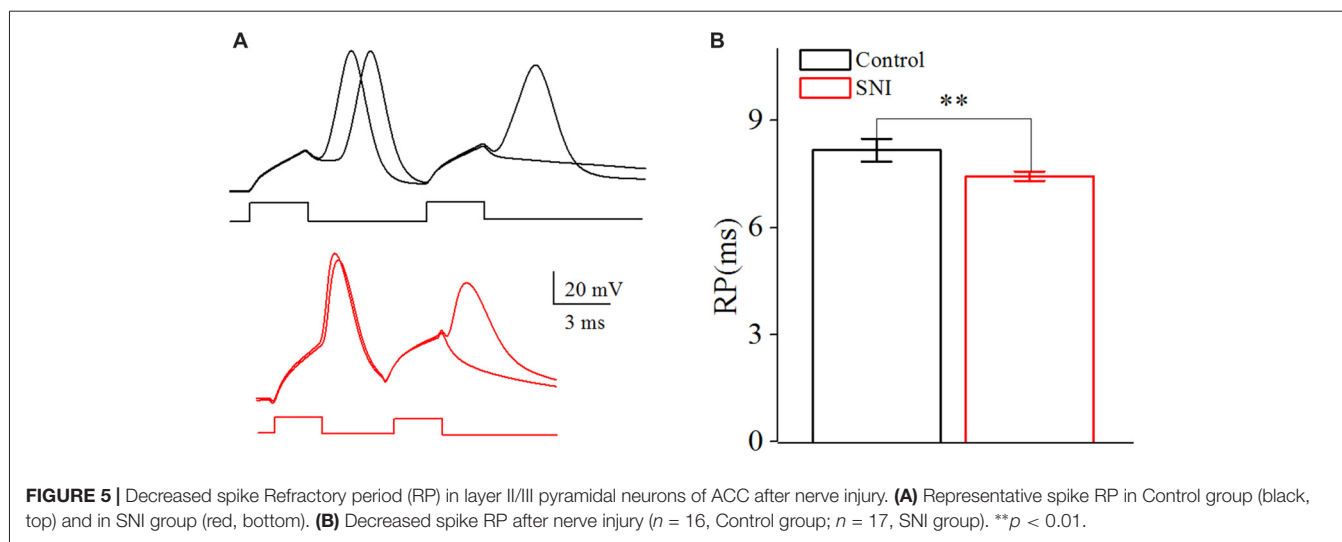 A
B
Control
SNI
**
9
6
3
0
RP(ms)
20 mV
3 ms
FIGURE 5 | Decreased spike Refractory period (RP) in layer II/III pyramidal neurons of ACC after nerve injury. (A) Representative spike RP in Control group (black,
top) and in SNI group (red, bottom). (B) Decreased spike RP after nerve injury (n = 16, Control group; n = 17, SNI group). **p < 0.01.